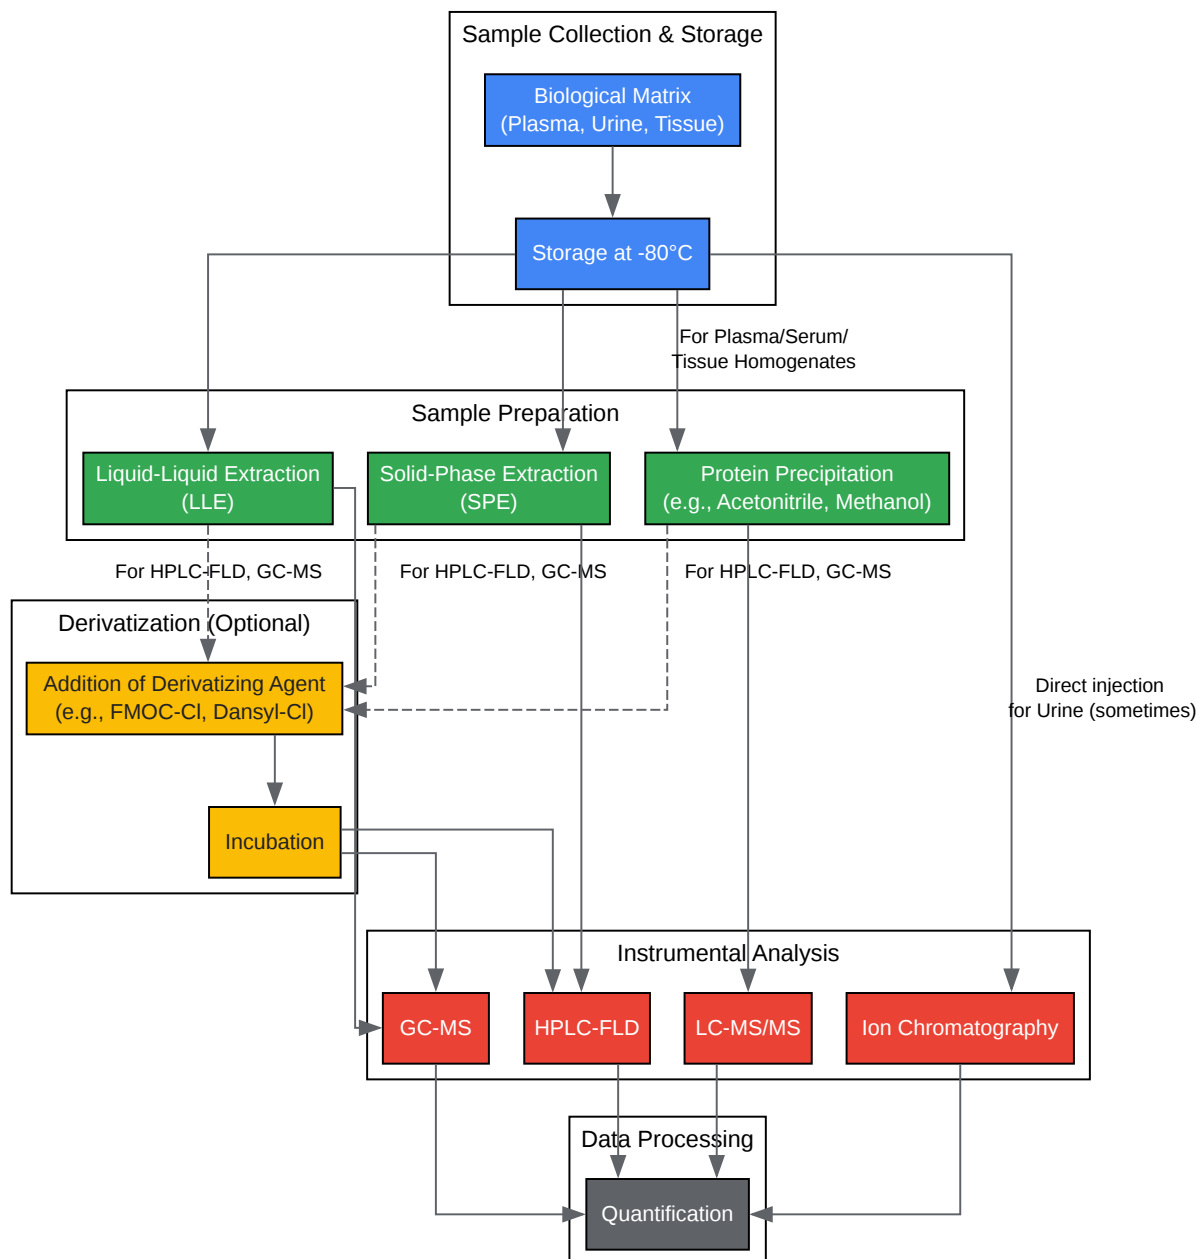 Sample Collection & Storage
Biological Matrix
(Plasma, Urine, Tissue)
Storage at -80°C
For Plasma/Serum/
Tissue Homogenates
Sample Preparation
Liquid-Liquid Extraction
(LLE)
Solid-Phase Extraction
(SPE)
Protein Precipitation
(e.g., Acetonitrile, Methanol)
For HPLC-FLD, GC-MS
For HPLC-FLD, GC-MS
For HPLC-FLD, GC-MS
Derivatization (Optional)
Addition of Derivatizing Agent
(e.g., FMOC-Cl, Dansyl-Cl)
Direct injection
for Urine (sometimes)
Incubation
Instrumental Analysis
GC-MS
HPLC-FLD
LC-MS/MS
Ion Chromatography
Data Processing
Quantification